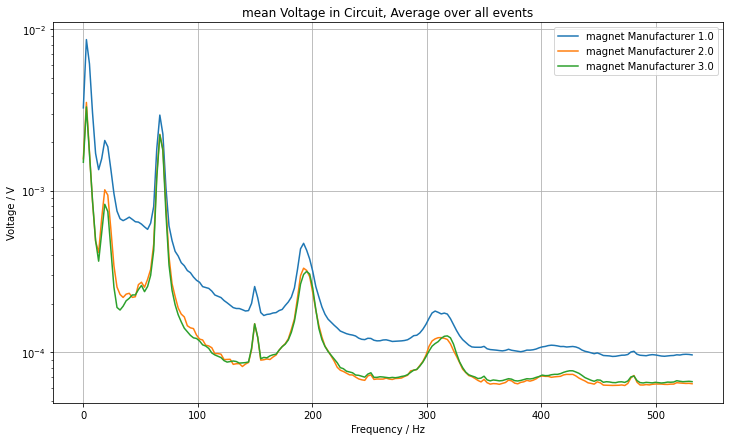 mean Voltage in Circuit, Average over all events
magnet Manufacturer 1.0
magnet Manufacturer 2.0
magnet Manufacturer 3.0
Voltage / V
10⁻²
10⁻³
10⁻⁴
0 100 200 300 400 500
Frequency / Hz